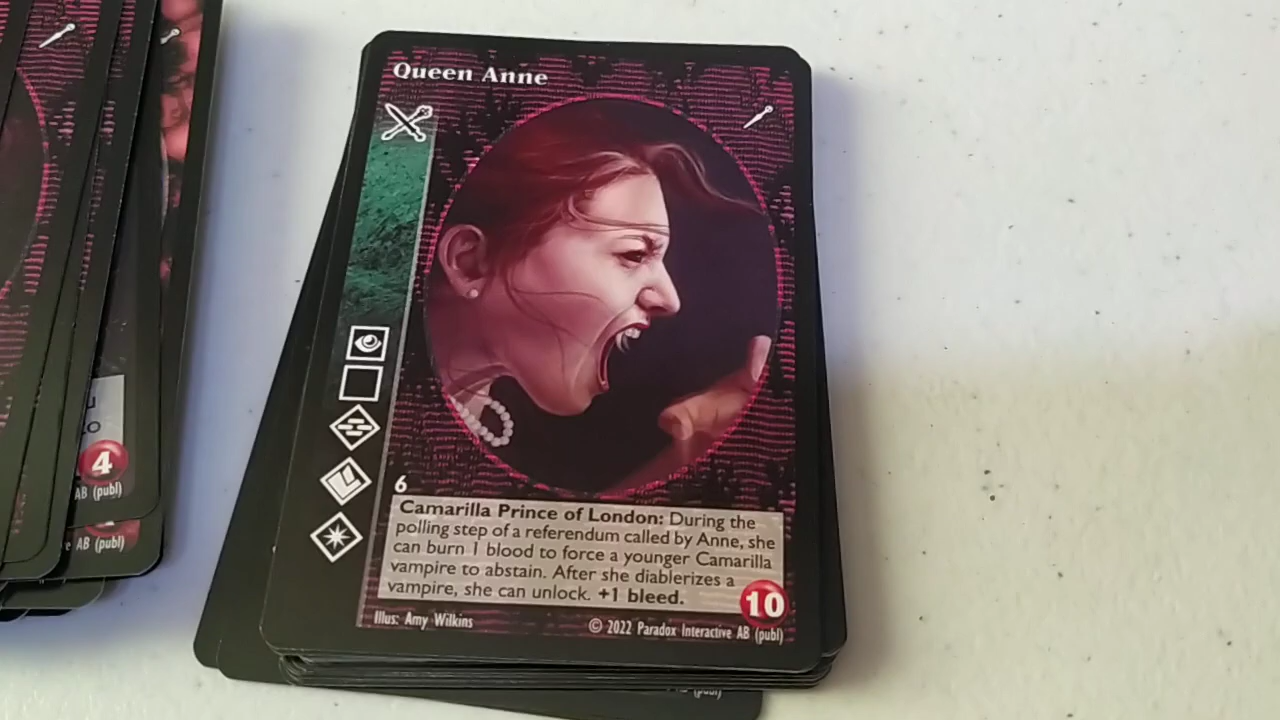 Queen Anne
6
Camarilla Prince of London: During the
polling step of a referendum called by Anne, she
can burn 1 blood to force a younger Camarilla
vampire to abstain. After she diablerizes a
vampire, she can unlock. +1 bleed.
10
Illus: Amy Wilkins
© 2022 Paradox Interactive AB (publ)
4
AB (publ)
AB (publ)
(publ)